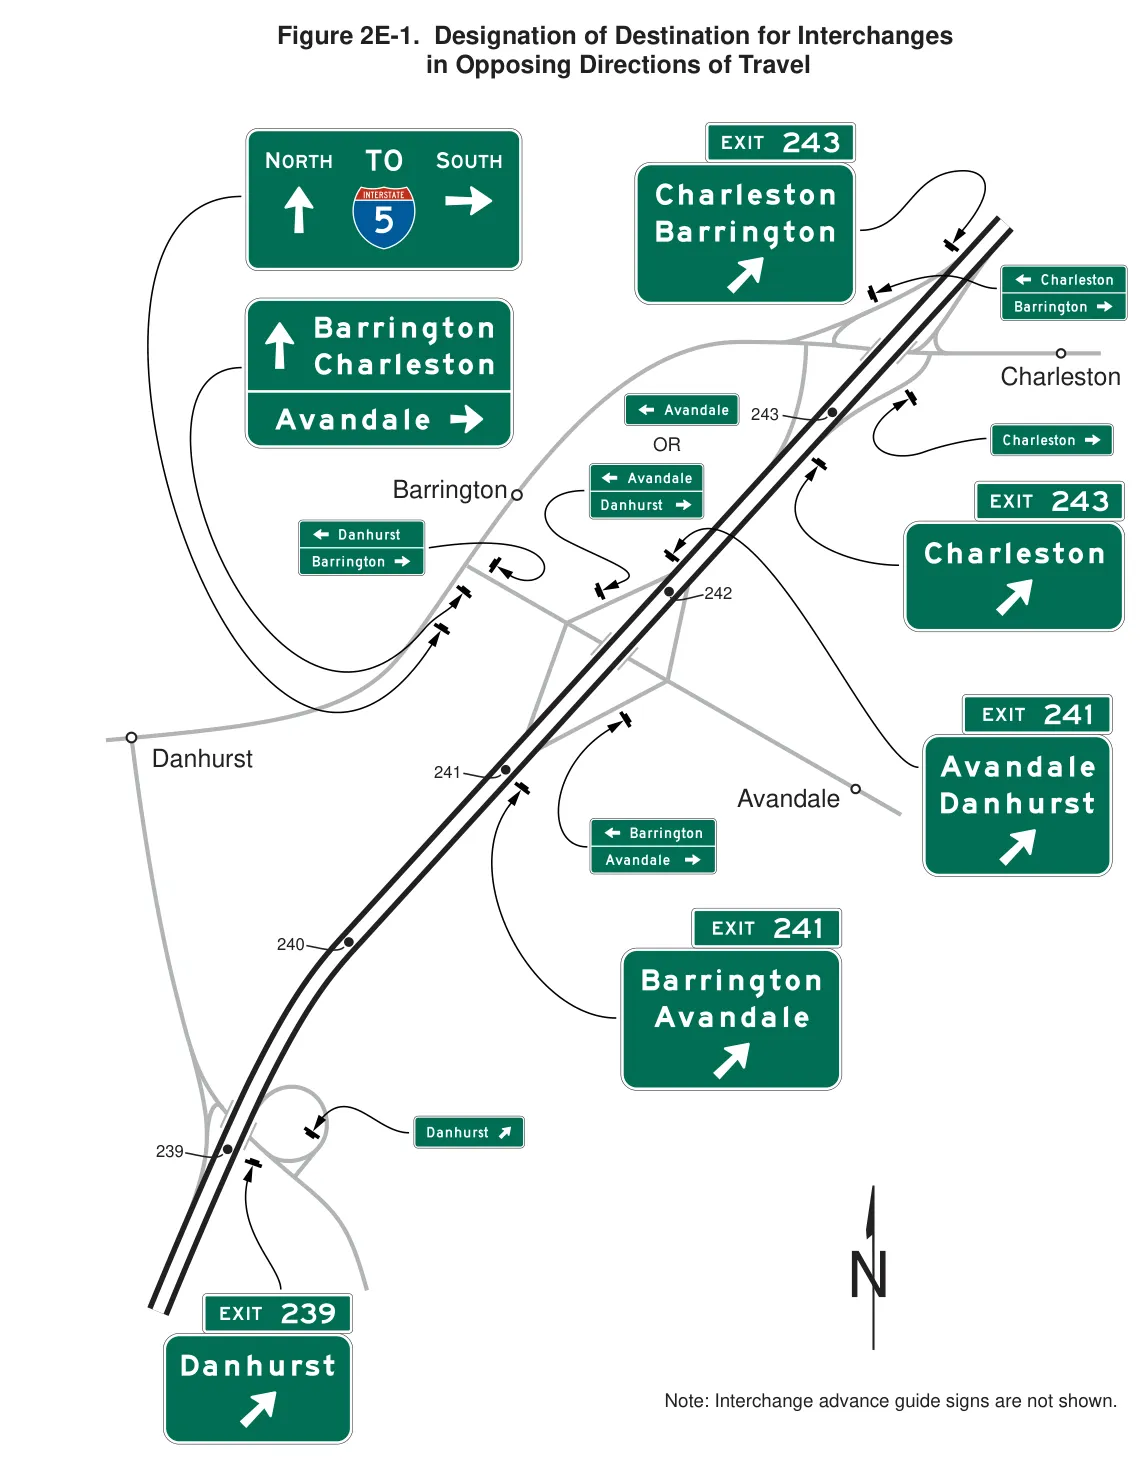 Figure 2E-1.  Designation of Destination for Interchanges
in Opposing Directions of Travel
NORTH TO SOUTH
INTERSTATE
5
Barrington
Charleston
Avandale
EXIT 243
Charleston
Barrington
Charleston
Barrington
Charleston
Avandale
243
OR
Avandale
Danhurst
Charleston
Barrington
Danhurst
Barrington
EXIT 243
Charleston
242
EXIT 241
Avandale
Danhurst
Danhurst
241
Avandale
Barrington
Avandale
240
EXIT 241
Barrington
Avandale
Danhurst
239
EXIT 239
Danhurst
N
Note: Interchange advance guide signs are not shown.